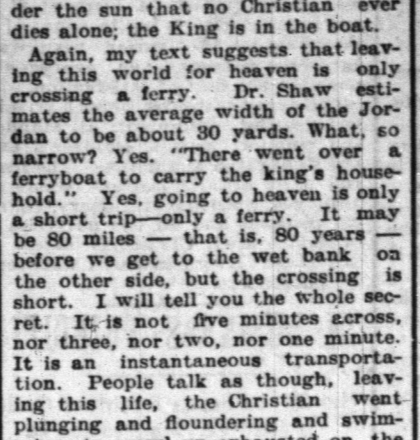 der the sun that no Christian ever
dies alone; the King is in the boat.
Again, my text suggests that leav-
ing this world for heaven is only
crossing a ferry. Dr. Shaw esti-
mates the average width of the Jor-
dan to be about 30 yards. What, so
narrow? Yes. "There went over a
ferryboat to carry the king's house-
hold." Yes, going to heaven is only
a short trip—only a ferry. It may
be 80 miles — that is, 80 years —
before we get to the wet bank on
the other side, but the crossing is
short. I will tell you the whole sec-
ret. It is not five minutes across,
nor three, nor two, nor one minute.
It is an instantaneous transporta-
tion. People talk as though, leav-
ing this life, the Christian went
plunging and floundering and swim-
the